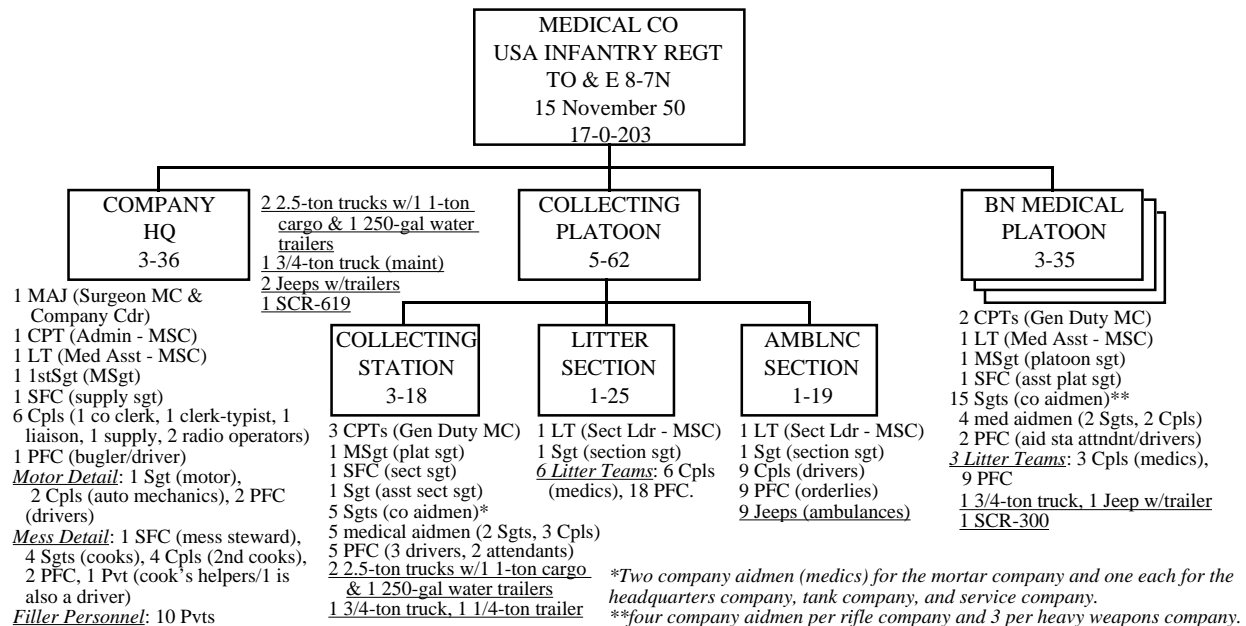 MEDICAL CO
USA INFANTRY REGT
TO & E 8-7N
15 November 50
17-0-203
COMPANY
HQ
3-36
1 MAJ (Surgeon MC &
Company Cdr)
1 CPT (Admin - MSC)
1 LT (Med Asst - MSC)
1 1stSgt (MSgt)
1 SFC (supply sgt)
6 Cpls (1 co clerk, 1 clerk-typist, 1
liaison, 1 supply, 2 radio operators)
1 PFC (bugler/driver)
Motor Detail: 1 Sgt (motor),
2 Cpls (auto mechanics), 2 PFC
(drivers)
Mess Detail: 1 SFC (mess steward),
4 Sgts (cooks), 4 Cpls (2nd cooks),
2 PFC, 1 Pvt (cook's helpers/1 is
also a driver)
Filler Personnel: 10 Pvts
2 2.5-ton trucks w/1 1-ton
cargo & 1 250-gal water
trailers
1 3/4-ton truck (maint)
2 Jeeps w/trailers
1 SCR-619
COLLECTING
PLATOON
5-62
COLLECTING
STATION
3-18
3 CPTs (Gen Duty MC)
1 MSgt (plat sgt)
1 SFC (sect sgt)
1 Sgt (asst sect sgt)
5 Sgts (co aidmen)*
5 medical aidmen (2 Sgts, 3 Cpls)
5 PFC (3 drivers, 2 attendants)
2 2.5-ton trucks w/1 1-ton cargo
& 1 250-gal water trailers
1 3/4-ton truck, 1 1/4-ton trailer
LITTER
SECTION
1-25
1 LT (Sect Ldr - MSC)
1 Sgt (section sgt)
6 Litter Teams: 6 Cpls
(medics), 18 PFC.
AMBLNC
SECTION
1-19
1 LT (Sect Ldr - MSC)
1 Sgt (section sgt)
9 Cpls (drivers)
9 PFC (orderlies)
9 Jeeps (ambulances)
BN MEDICAL
PLATOON
3-35
2 CPTs (Gen Duty MC)
1 LT (Med Asst - MSC)
1 MSgt (platoon sgt)
1 SFC (asst plat sgt)
15 Sgts (co aidmen)**
4 med aidmen (2 Sgts, 2 Cpls)
2 PFC (aid sta attndnt/drivers)
3 Litter Teams: 3 Cpls (medics),
9 PFC
1 3/4-ton truck, 1 Jeep w/trailer
1 SCR-300
*Two company aidmen (medics) for the mortar company and one each for the
headquarters company, tank company, and service company.
**four company aidmen per rifle company and 3 per heavy weapons company.